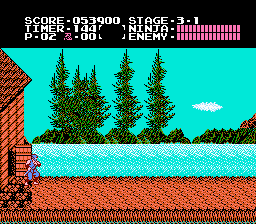 SCORE-053900 STAGE-3-1
TIMER-144 NINJA-
P-02 -00 ENEMY-